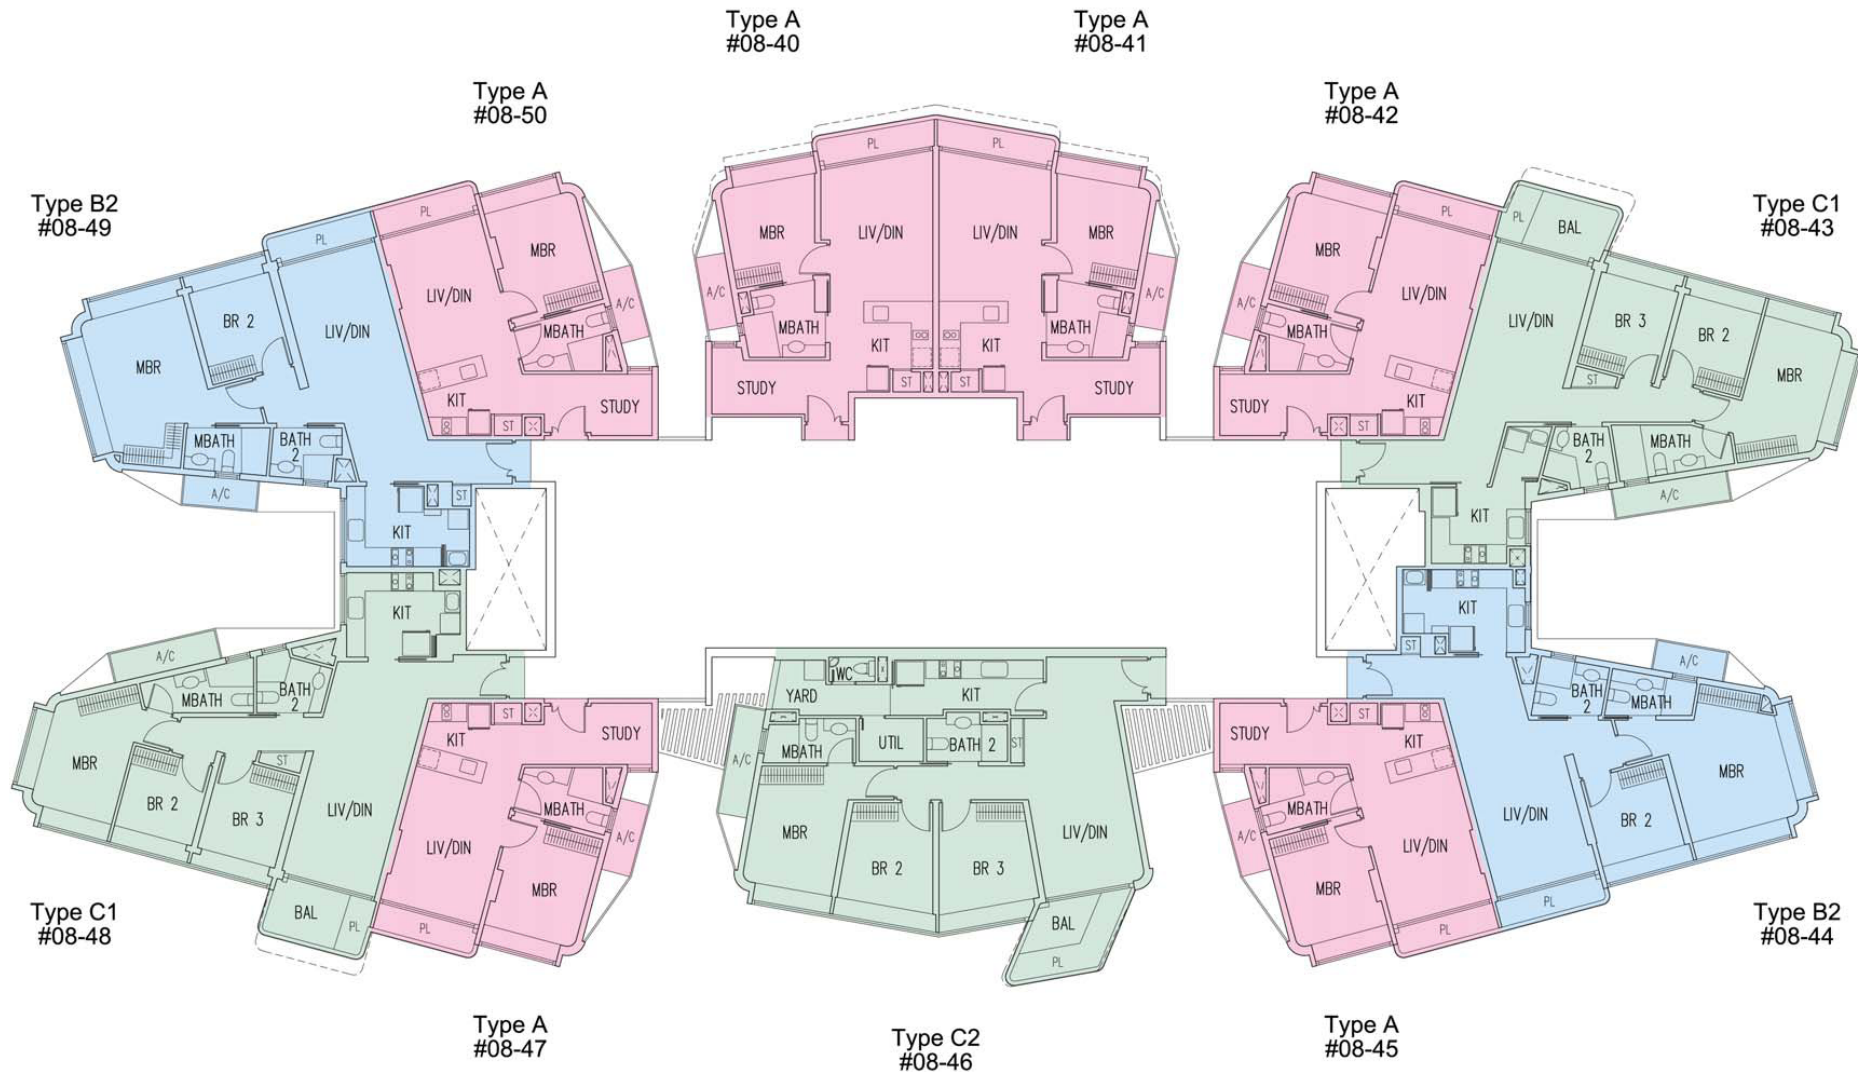 Type A
#08-40
Type A
#08-41
Type A
#08-50
Type A
#08-42
Type B2
#08-49
Type C1
#08-43
PL
LIV/DIN
MBR
BR 2
MBATH
BATH
2
A/C
KIT
ST
PL
LIV/DIN
MBR
A/C
MBATH
KIT
ST
STUDY
PL
MBR
LIV/DIN
A/C
MBATH
KIT
STUDY
ST
PL
LIV/DIN
MBR
A/C
MBATH
KIT
ST
STUDY
PL
MBR
LIV/DIN
A/C
MBATH
STUDY
KIT
ST
PL
BAL
LIV/DIN
BR 3
BR 2
MBR
ST
BATH
2
MBATH
A/C
KIT
KIT
A/C
MBATH
BATH
2
MBR
BR 2
BR 3
ST
LIV/DIN
BAL
PL
ST
STUDY
KIT
MBATH
A/C
LIV/DIN
MBR
PL
WC
YARD
KIT
A/C
MBATH
UTIL
BATH 2
ST
MBR
BR 2
BR 3
LIV/DIN
BAL
PL
STUDY
ST
KIT
A/C
MBATH
MBR
LIV/DIN
PL
KIT
ST
A/C
BATH
2
MBATH
MBR
BR 2
LIV/DIN
PL
Type C1
#08-48
Type B2
#08-44
Type A
#08-47
Type C2
#08-46
Type A
#08-45